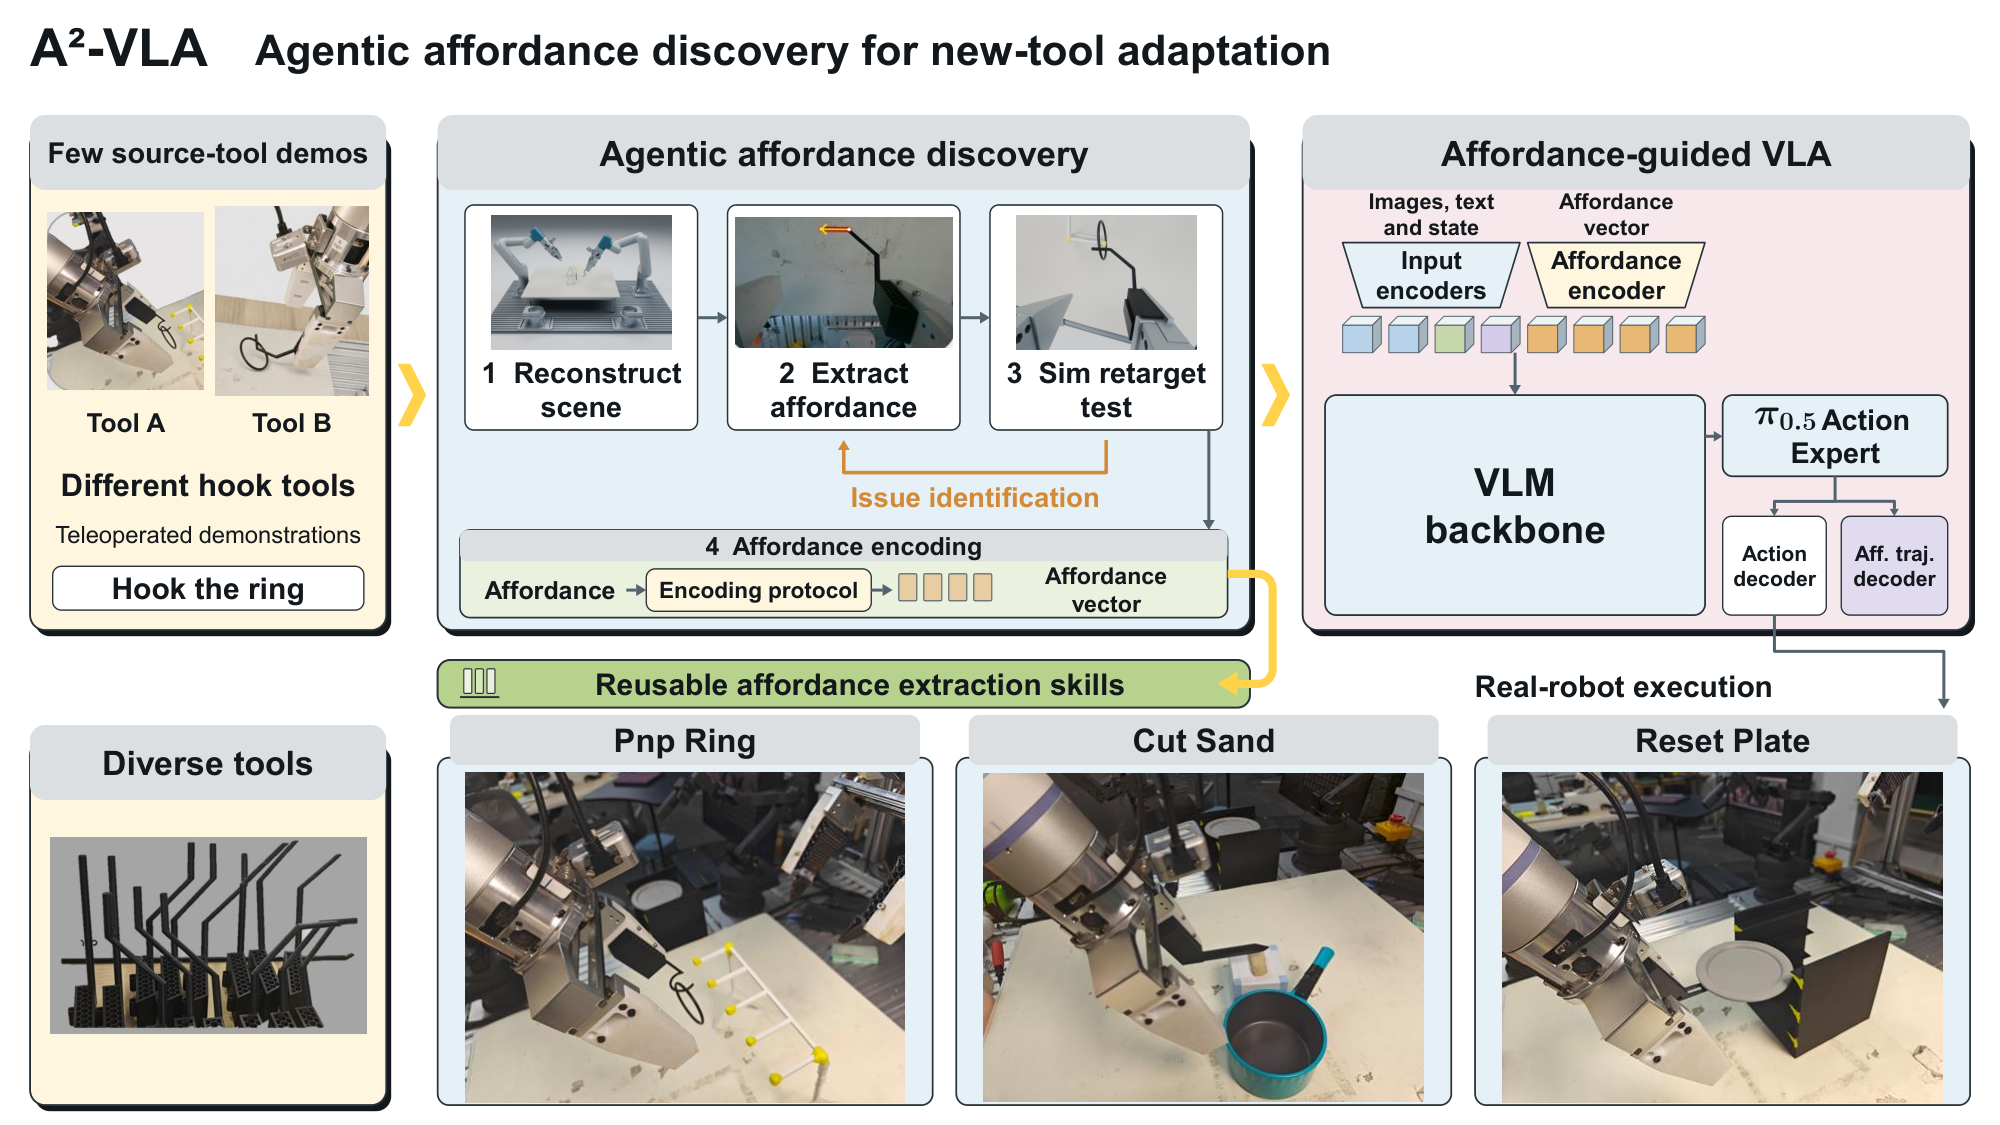 A²-VLA Agentic affordance discovery for new-tool adaptation
Few source-tool demos
Tool A
Tool B
Different hook tools
Teleoperated demonstrations
Hook the ring
Agentic affordance discovery
1 Reconstruct
scene
2 Extract
affordance
3 Sim retarget
test
Issue identification
4 Affordance encoding
Affordance
Encoding protocol
Affordance
vector
Reusable affordance extraction skills
Affordance-guided VLA
Images, text
and state
Affordance
vector
Input
encoders
Affordance
encoder
VLM
backbone
π0.5 Action
Expert
Action
decoder
Aff. traj.
decoder
Real-robot execution
Diverse tools
Pnp Ring
Cut Sand
Reset Plate